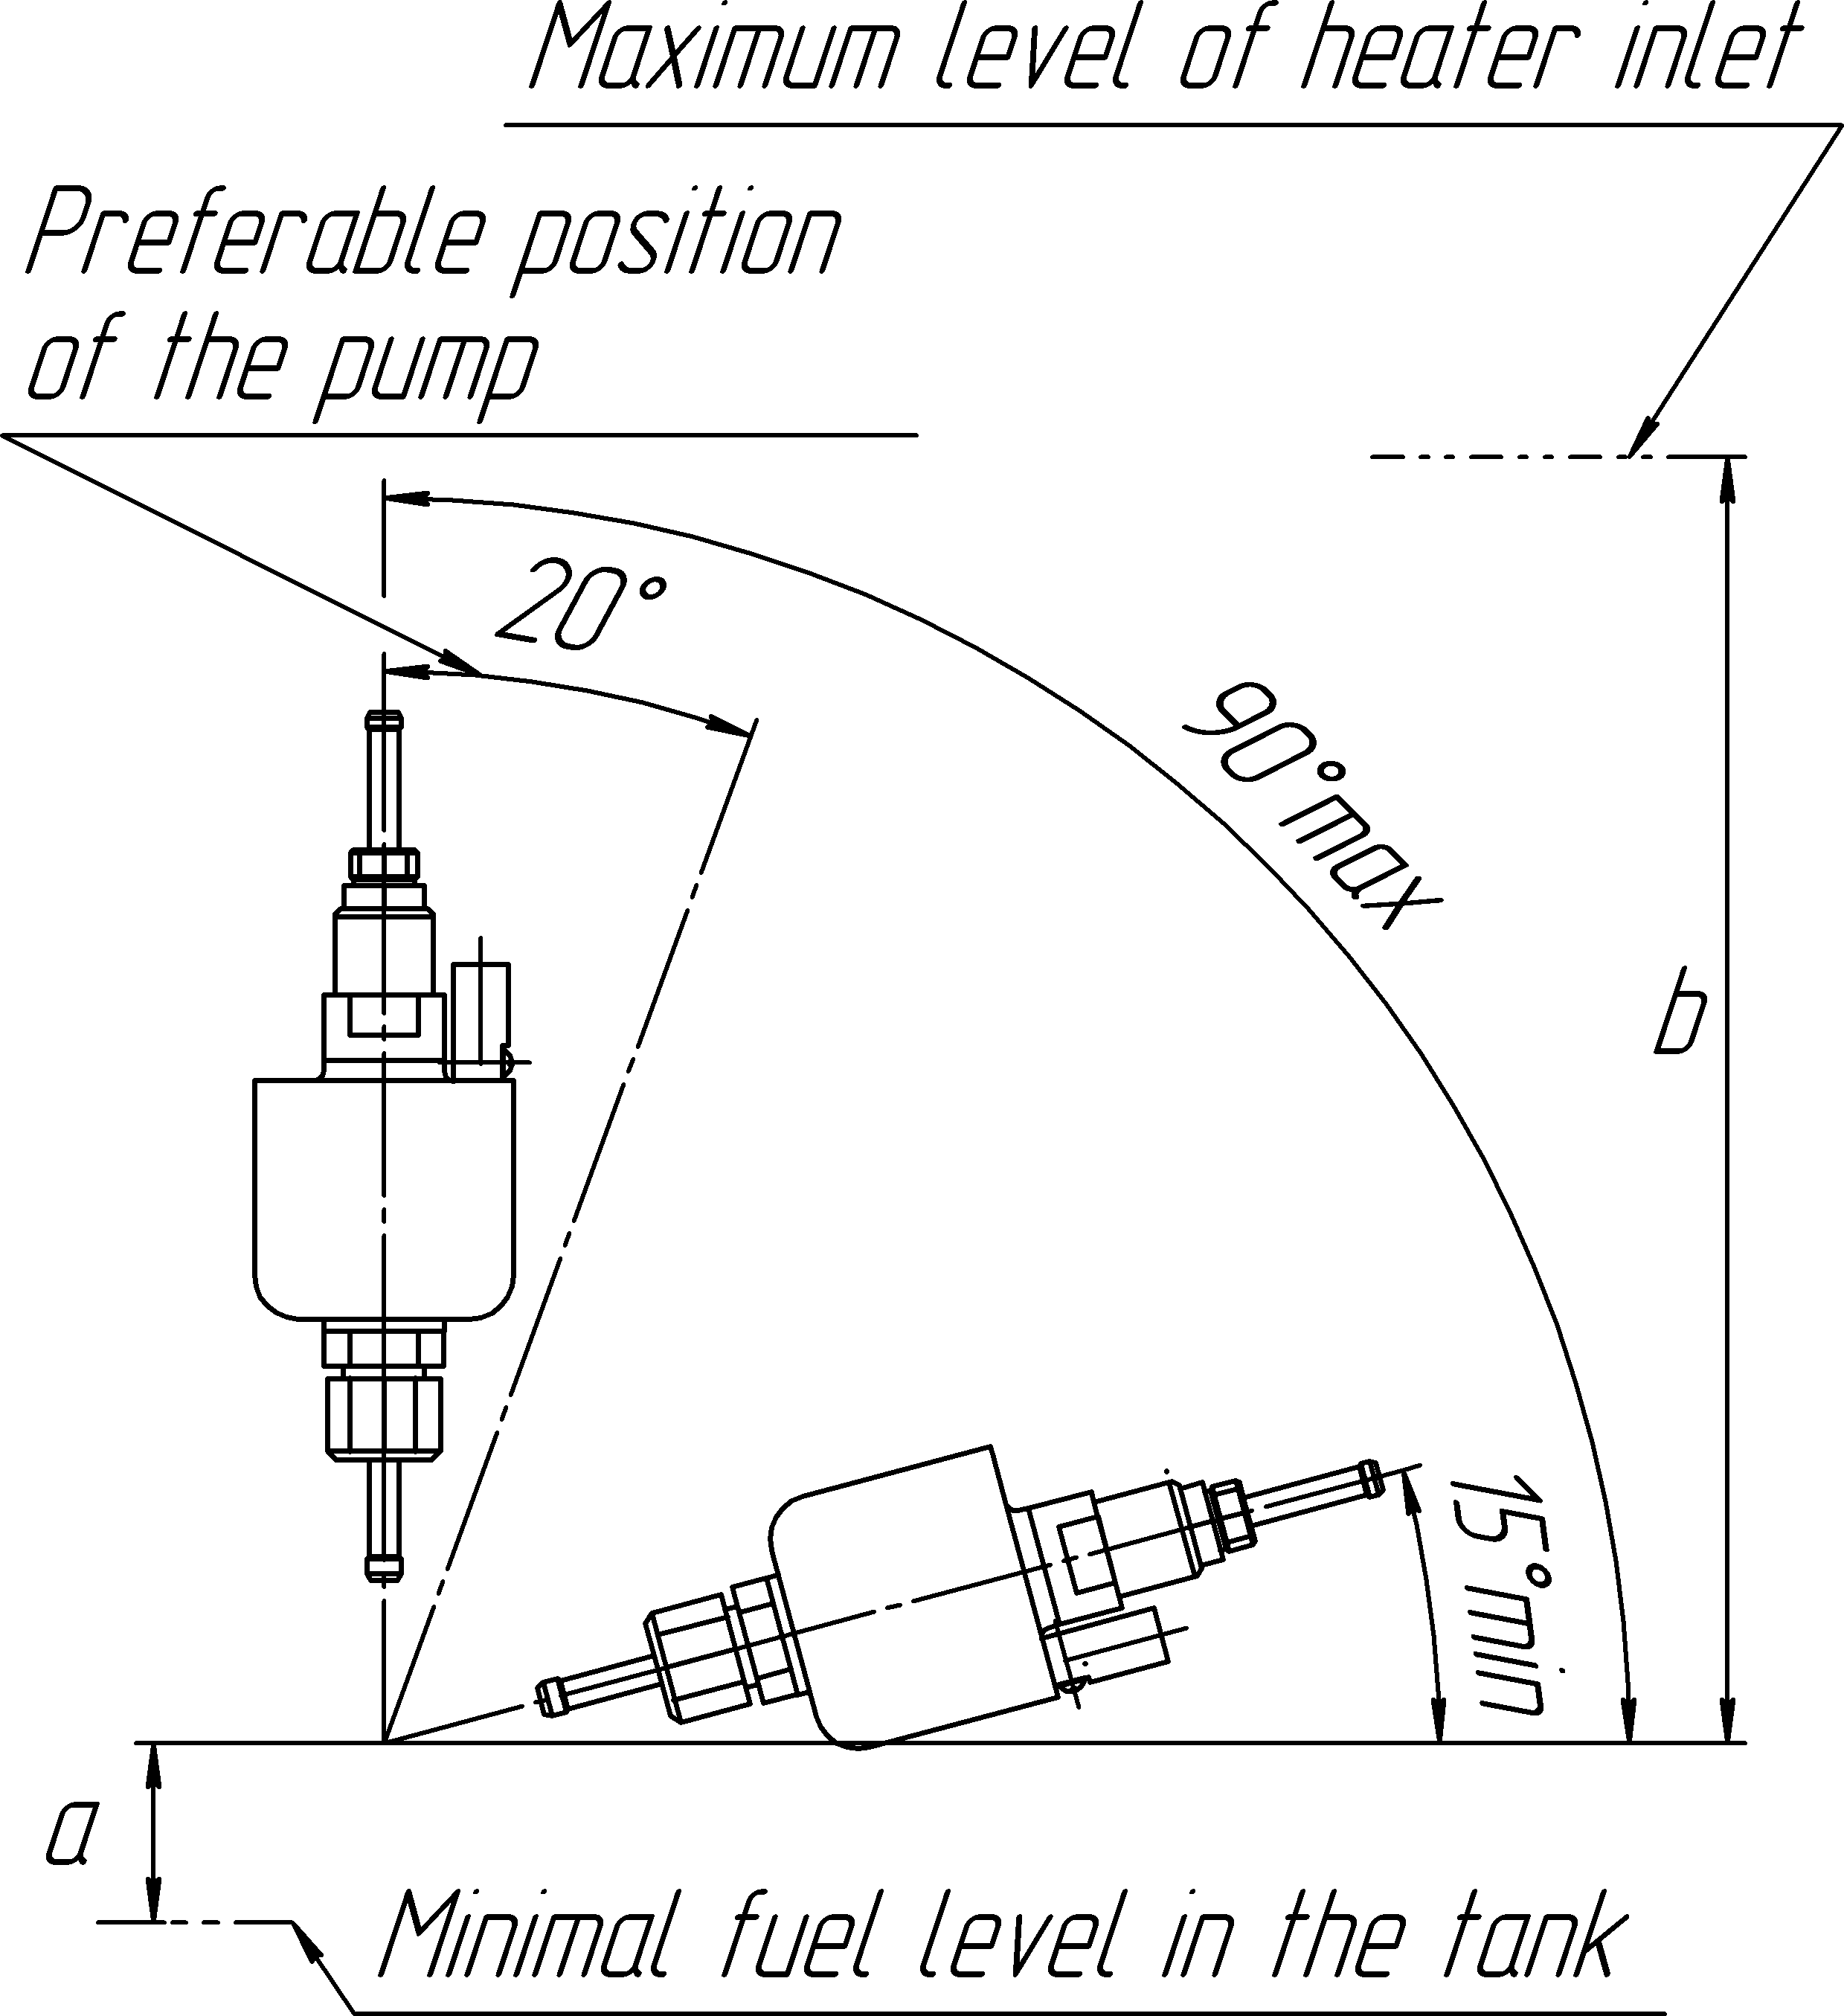 Maximum level of heater inlet
Preferable position
of the pump
20°
90°max
b
15°min
a
Minimal fuel level in the tank